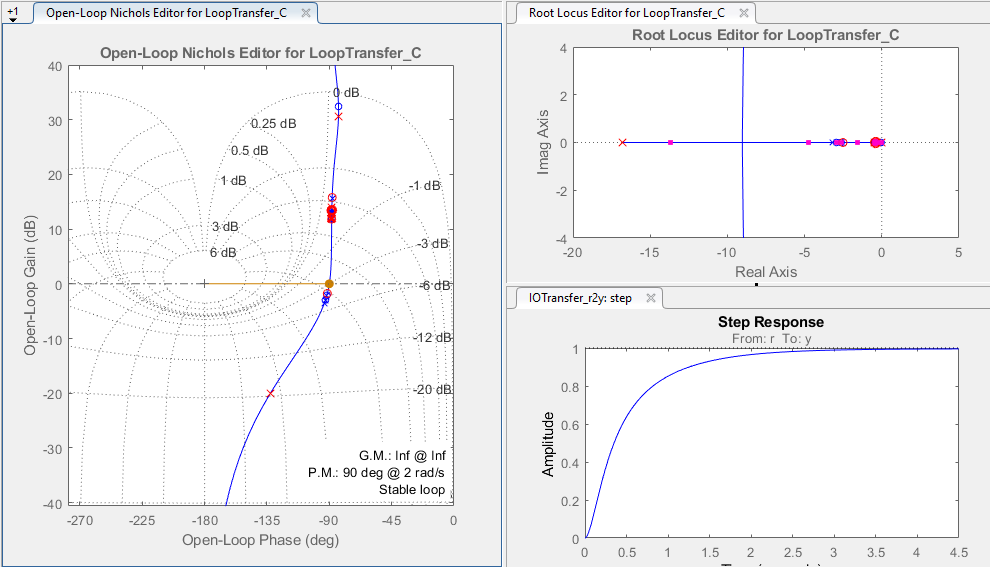 +1
Open-Loop Nichols Editor for LoopTransfer_C
Open-Loop Nichols Editor for LoopTransfer_C
40
30
20
10
0
-10
-20
-30
-40
Open-Loop Gain (dB)
0 dB
0.25 dB
0.5 dB
1 dB
3 dB
6 dB
-1 dB
-3 dB
-6 dB
-12 dB
-20 dB
G.M.: Inf @ Inf
P.M.: 90 deg @ 2 rad/s
Stable loop
-270 -225 -180 -135 -90 -45 0
Open-Loop Phase (deg)
Root Locus Editor for LoopTransfer_C
Root Locus Editor for LoopTransfer_C
4
2
0
-2
-4
Imag Axis
-20 -15 -10 -5 0 5
Real Axis
IOTransfer_r2y: step
Step Response
From: r To: y
1
0.8
0.6
0.4
0.2
0
Amplitude
0 0.5 1 1.5 2 2.5 3 3.5 4 4.5